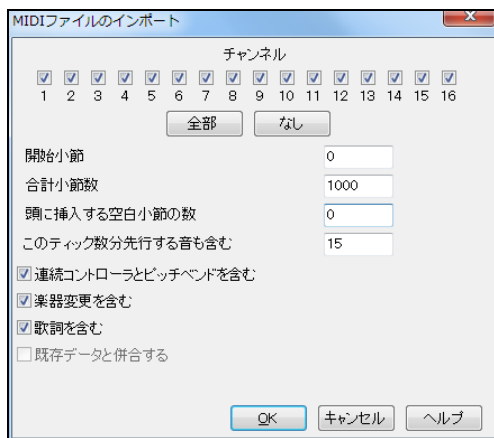 MIDIファイルのインポート
チャンネル
1 2 3 4 5 6 7 8 9 10 11 12 13 14 15 16
全部 なし
開始小節 0
合計小節数 1000
頭に挿入する空白小節の数 0
このティック数分先行する音も含む 15
連続コントローラとピッチベンドを含む
楽器変更を含む
歌詞を含む
既存データと併合する
OK キャンセル ヘルプ